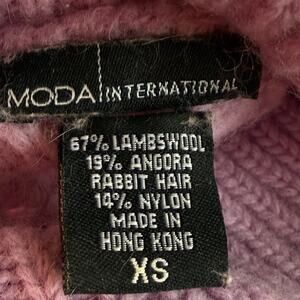 MODA INTERNATIONAL
67% LAMBSWOOL
19% ANGORA
RABBIT HAIR
14% NYLON
MADE IN
HONG KONG
XS